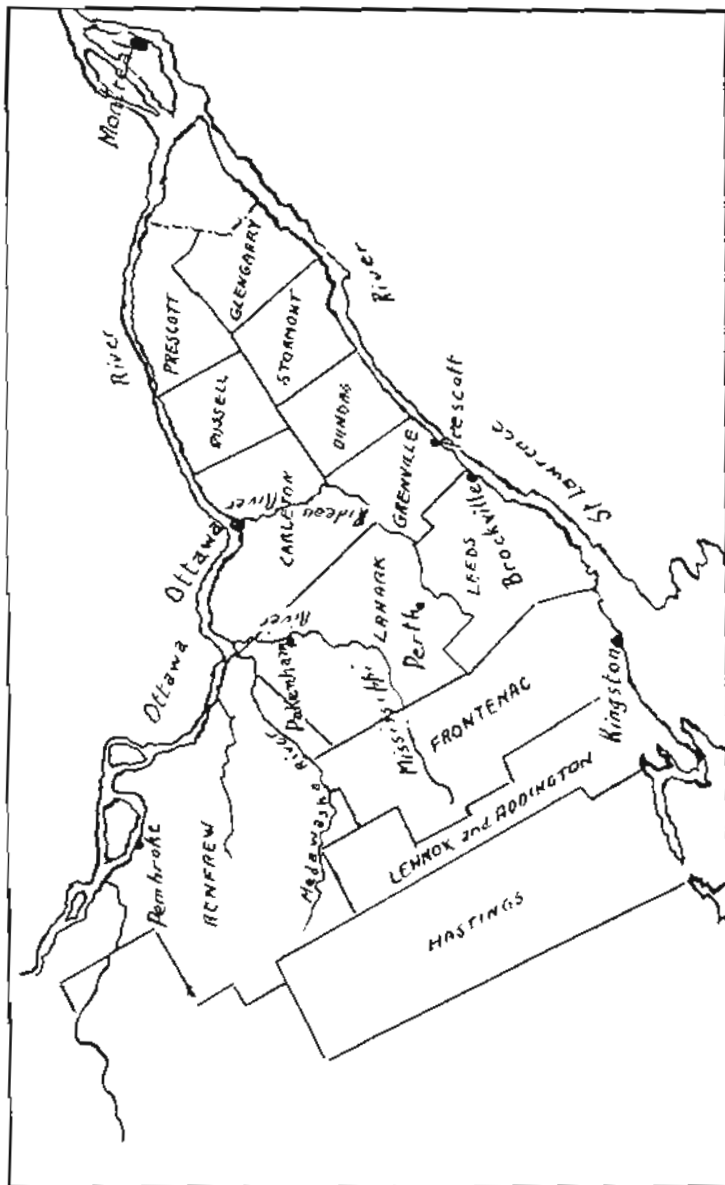 Montreal
River
PRESCOTT
GLENGARRY
River
RUSSELL
STORMONT
DUNDAS
Prescott
GRENVILLE
St Lawrence
Ottawa
Rideau River
CARLETON
LEEDS
Brockville
LANARK
Perth
Ottawa
River
Pakenham
Mississippi
FRONTENAC
Kingston
Madawaska River
Pembroke
RENFREW
LENNOX and ADDINGTON
HASTINGS